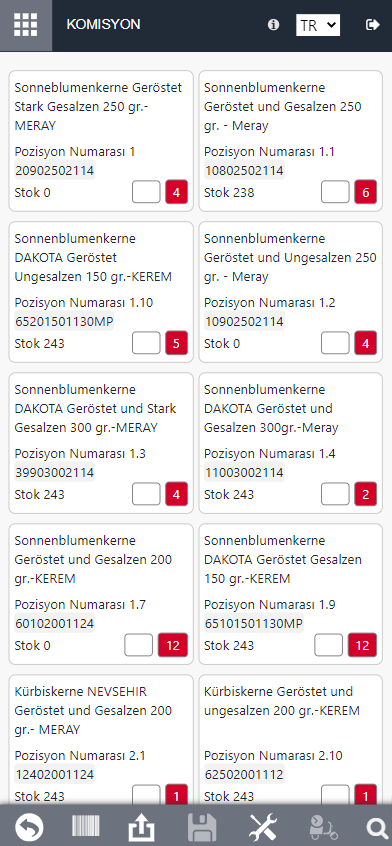 KOMISYON
TR
Sonneblumenkerne Geröstet
Stark Gesalzen 250 gr.-
MERAY
Pozisyon Numarası 1
20902502114
Stok 0
4
Sonnenblumenkerne
Geröstet und Gesalzen 250
gr. - Meray
Pozisyon Numarası 1.1
10802502114
Stok 238
6
Sonnenblumenkerne
DAKOTA Geröstet
Ungesalzen 150 gr.-KEREM
Pozisyon Numarası 1.10
65201501130MP
Stok 243
5
Sonnenblumenkerne
Geröstet und Ungesalzen 250
gr. - Meray
Pozisyon Numarası 1.2
10902502114
Stok 0
4
Sonnenblumenkerne
DAKOTA Geröstet und Stark
Gesalzen 300 gr.-MERAY
Pozisyon Numarası 1.3
39903002114
Stok 243
4
Sonnenblumenkerne
DAKOTA Geröstet und
Gesalzen 300gr.-Meray
Pozisyon Numarası 1.4
11003002114
Stok 243
2
Sonnenblumenkerne
Geröstet und Gesalzen 200
gr.-KEREM
Pozisyon Numarası 1.7
60102001124
Stok 0
12
Sonnenblumenkerne
DAKOTA Geröstet Gesalzen
150 gr.-KEREM
Pozisyon Numarası 1.9
65101501130MP
Stok 243
12
Kürbiskerne NEVSEHIR
Geröstet und Gesalzen 200
gr.- MERAY
Pozisyon Numarası 2.1
12402001124
Stok 243
1
Kürbiskerne Geröstet und
ungesalzen 200 gr.-KEREM
Pozisyon Numarası 2.10
62502001112
Stok 243
1